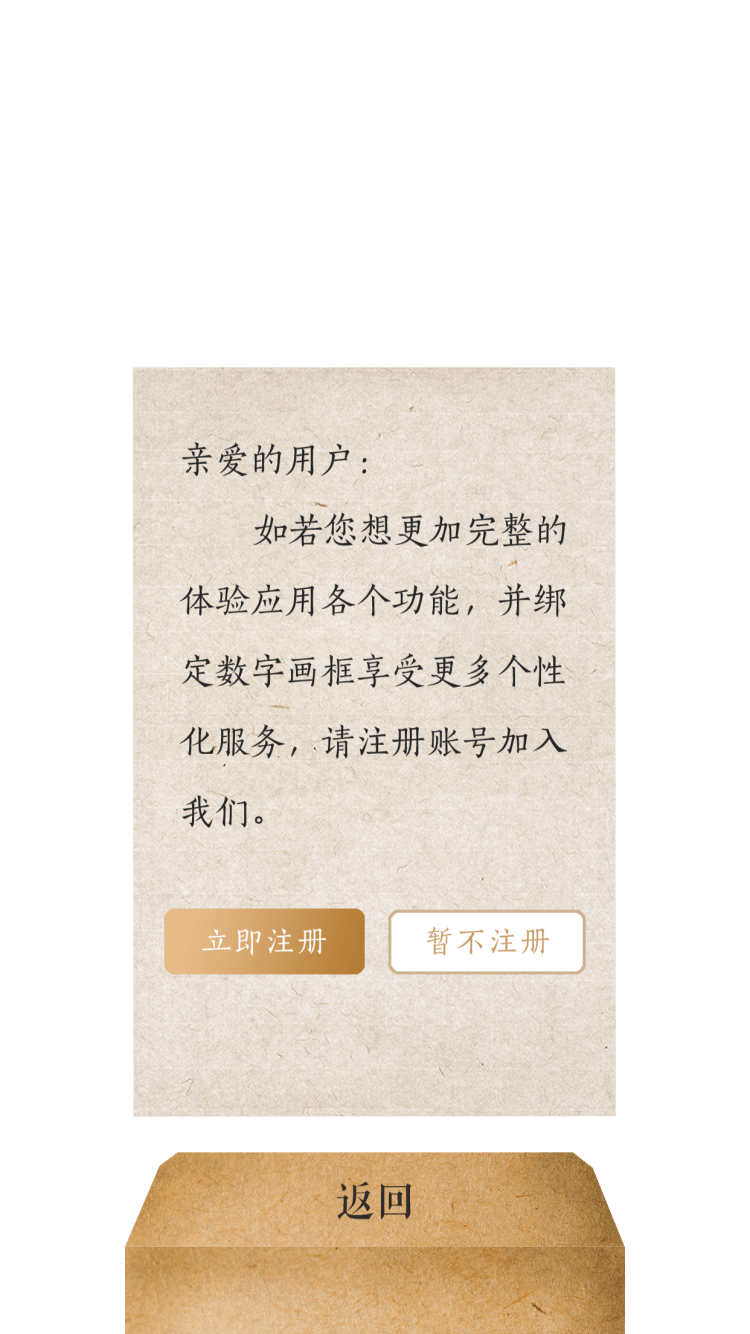 亲爱的用户：
如若您想更加完整的
体验应用各个功能，并绑
定数字画框享受更多个性
化服务，请注册账号加入
我们。
立即注册 暂不注册
返回